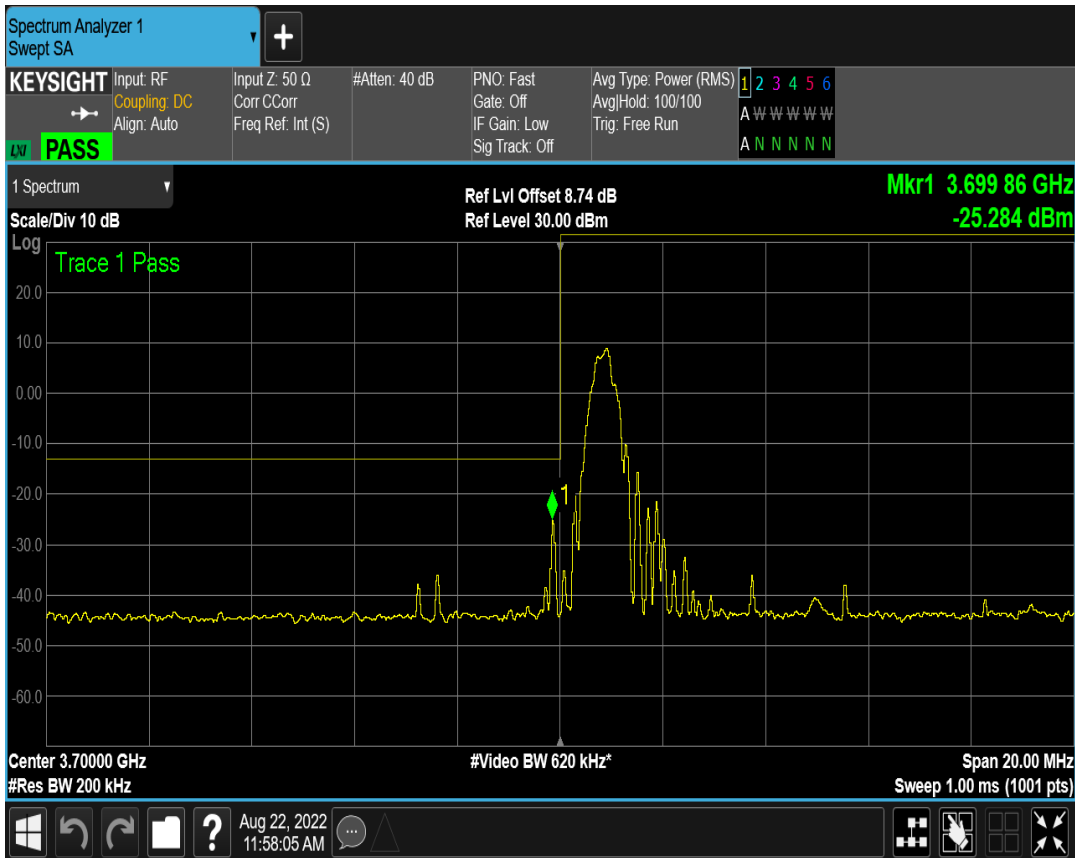 Spectrum Analyzer 1
Swept SA
+
KEYSIGHT
LXI PASS
Input: RF
Coupling: DC
Align: Auto
Input Z: 50 Ω
Corr CCorr
Freq Ref: Int (S)
#Atten: 40 dB
PNO: Fast
Gate: Off
IF Gain: Low
Sig Track: Off
Avg Type: Power (RMS)
Avg|Hold: 100/100
Trig: Free Run
1 2 3 4 5 6
A W W W W W
A N N N N N
1 Spectrum
Scale/Div 10 dB
Ref Lvl Offset 8.74 dB
Ref Level 30.00 dBm
Mkr1 3.699 86 GHz
-25.284 dBm
Log
Trace 1 Pass
20.0
10.0
0.00
-10.0
-20.0
1
-30.0
-40.0
-50.0
-60.0
Center 3.70000 GHz
#Res BW 200 kHz
#Video BW 620 kHz*
Span 20.00 MHz
Sweep 1.00 ms (1001 pts)
?
Aug 22, 2022
11:58:05 AM